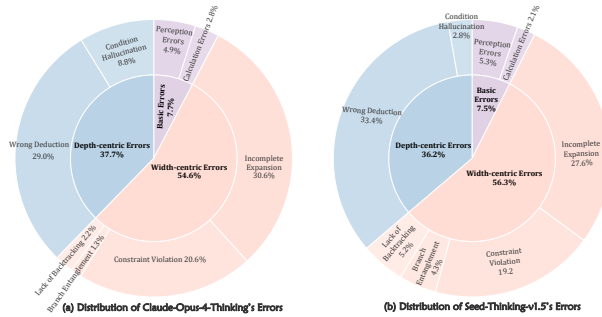 Condition
Hallucination
8.8%
Perception
Errors
4.9%
Calculation Errors 2.8%
Basic Errors
7.7%
Wrong Deduction
29.0%
Depth-centric Errors
37.7%
Width-centric Errors
54.6%
Incomplete
Expansion
30.6%
Lack of Backtracking 2.2%
Branch Entanglement 1.3%
Constraint Violation 20.6%
(a) Distribution of Claude-Opus-4-Thinking's Errors
Condition
Hallucination
2.8%
Perception
Errors
5.3%
Calculation Errors 2.1%
Basic
Errors
7.5%
Wrong Deduction
33.4%
Depth-centric Errors
36.2%
Width-centric Errors
56.3%
Incomplete
Expansion
27.6%
Lack of
Backtracking
5.2%
Branch
Entanglement
4.3%
Constraint
Violation
19.2
(b) Distribution of Seed-Thinking-v1.5's Errors